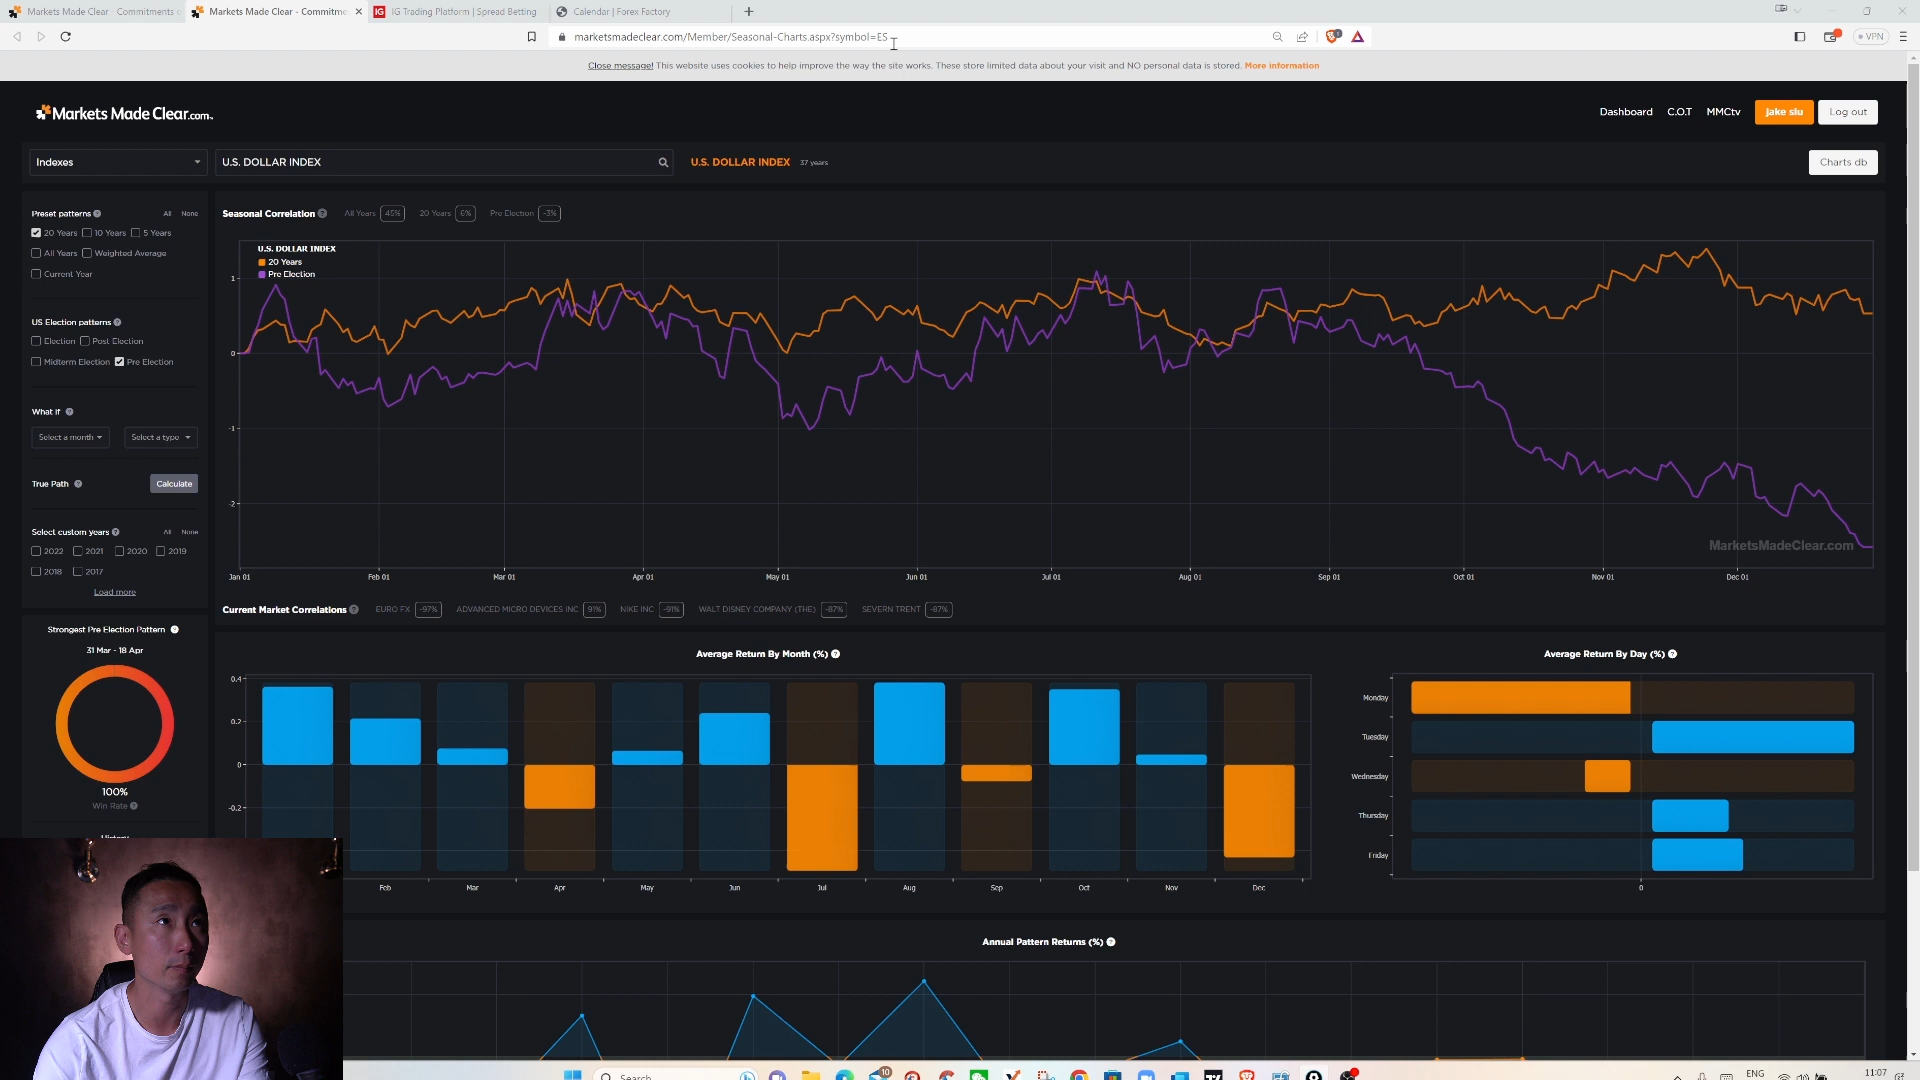 Markets Made Clear - Commitments o
Markets Made Clear - Commitme
IG Trading Platform | Spread Betting
Calendar | Forex Factory
marketsmadeclear.com/Member/Seasonal-Charts.aspx?symbol=ES
VPN
Close message! This website uses cookies to help improve the way the site works. These store limited data about your visit and NO personal data is stored. More information
Markets Made Clear.com
Dashboard C.O.T MMCtv jake siu Log out
Indexes
U.S. DOLLAR INDEX
U.S. DOLLAR INDEX 37 years
Charts db
Preset patterns All None
20 Years 10 Years 5 Years
All Years Weighted Average
Current Year
US Election patterns
Election Post Election
Midterm Election Pre Election
What if
Select a month Select a type
True Path Calculate
Select custom years All None
2022 2021 2020 2019
2018 2017
Load more
Seasonal Correlation All Years 45% 20 Years 6% Pre Election -3%
U.S. DOLLAR INDEX
20 Years
Pre Election
1
0
-1
-2
MarketsMadeClear.com
Jan 01 Feb 01 Mar 01 Apr 01 May 01 Jun 01 Jul 01 Aug 01 Sep 01 Oct 01 Nov 01 Dec 01
Current Market Correlations EURO FX -97% ADVANCED MICRO DEVICES INC 91% NIKE INC -91% WALT DISNEY COMPANY (THE) -87% SEVERN TRENT -87%
Strongest Pre Election Pattern
31 Mar - 18 Apr
100%
Win Rate
History
Average Return By Month (%)
0.4
0.2
0
-0.2
Feb Mar Apr May Jun Jul Aug Sep Oct Nov Dec
Average Return By Day (%)
Monday
Tuesday
Wednesday
Thursday
Friday
0
Annual Pattern Returns (%)
Search
10
ENG
11:07